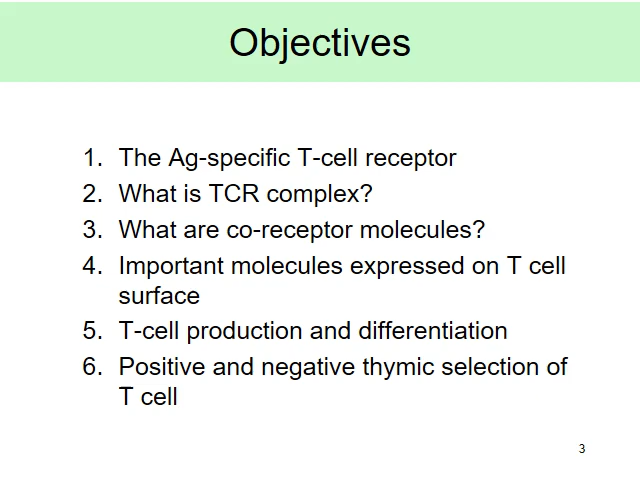 Objectives
1. The Ag-specific T-cell receptor
2. What is TCR complex?
3. What are co-receptor molecules?
4. Important molecules expressed on T cell
surface
5. T-cell production and differentiation
6. Positive and negative thymic selection of
T cell
3